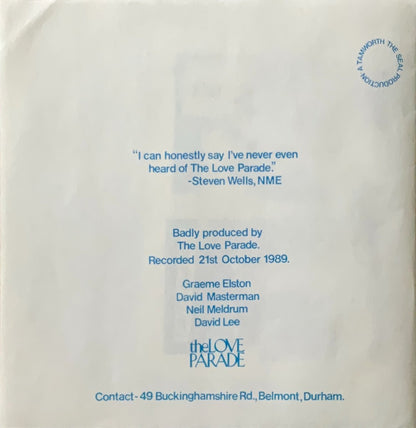 A TAMWORTH THE SEAL PRODUCTION
"I can honestly say I've never even
heard of The Love Parade."
-Steven Wells, NME
Badly produced by
The Love Parade.
Recorded 21st October 1989.
Graeme Elston
David Masterman
Neil Meldrum
David Lee
the LOVE
PARADE
Contact- 49 Buckinghamshire Rd., Belmont, Durham.